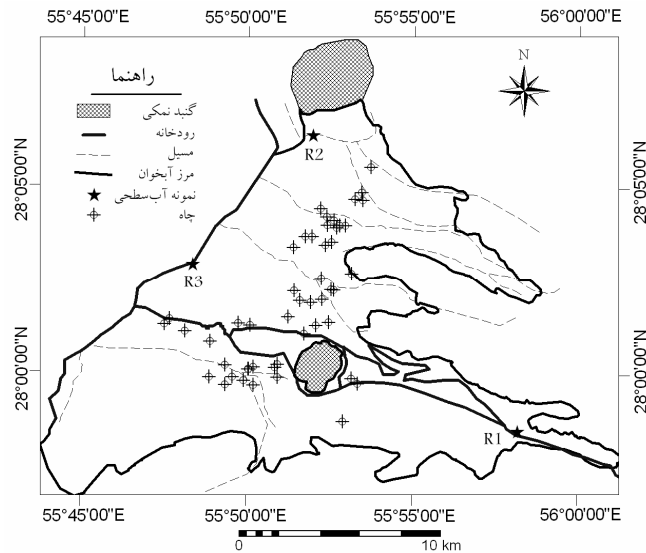 55°45'00"E 55°50'00"E 55°55'00"E 56°00'00"E
راهنما
گنبد نمکی
رودخانه
مسیل
مرز آبخوان
نمونه آب‌سطحی
چاه
N
R2
28°05'00"N 28°05'00"N
R3
28°00'00"N 28°00'00"N
R1
55°45'00"E 55°50'00"E 55°55'00"E 56°00'00"E
0 10 km